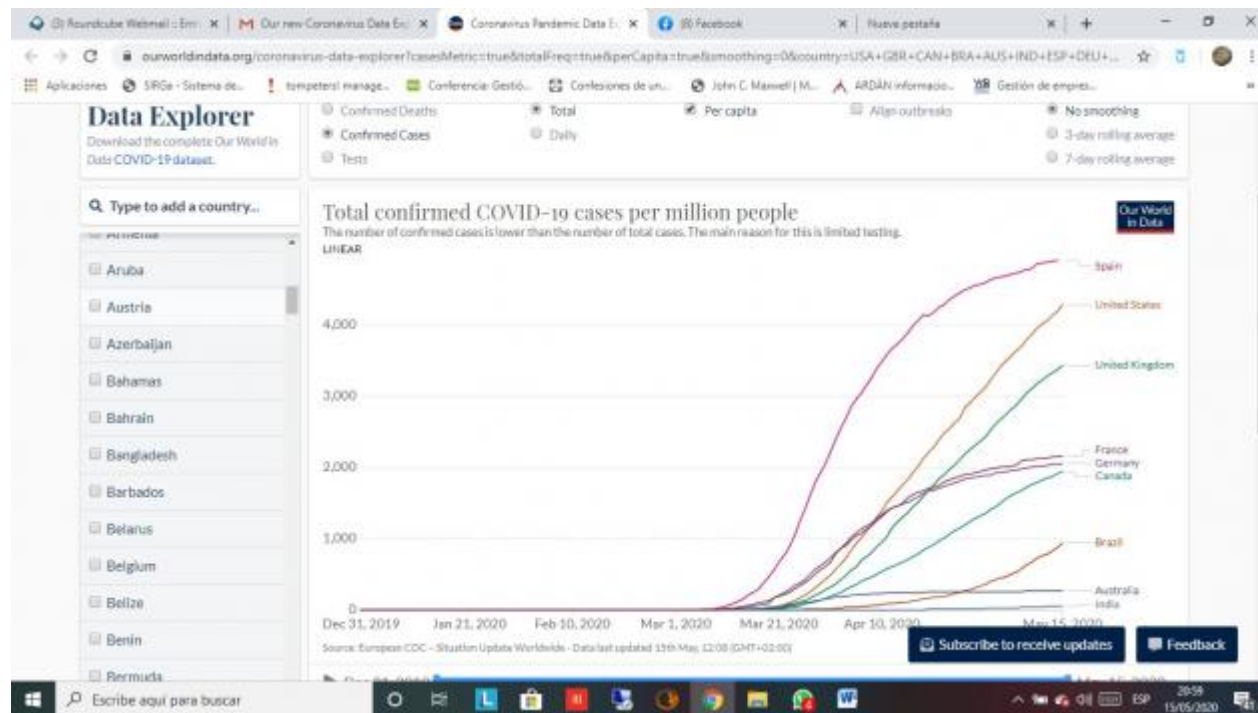 (3) Roundcube Webmail :: Em
M Our new Coronavirus Data Ex
Coronavirus Pandemic Data E
(8) Facebook
Nueva pestaña
ourworldindata.org/coronavirus-data-explorer?casesMetric=true&totalFreq=true&perCapita=true&smoothing=0&country=USA+GBR+CAN+BRA+AUS+IND+ESP+DEU+...
Aplicaciones
SIRGe - Sistema de...
tompetersl manage...
Conferencia: Gestió...
Confesiones de un...
John C. Maxwell | M...
ARDÁN informacio...
Gestión de empres...
Data Explorer
Download the complete Our World in
Data COVID-19 dataset.
Confirmed Deaths
Confirmed Cases
Tests
Total
Daily
Per capita
Align outbreaks
No smoothing
3-day rolling average
7-day rolling average
Type to add a country...
Armenia
Aruba
Austria
Azerbaijan
Bahamas
Bahrain
Bangladesh
Barbados
Belarus
Belgium
Belize
Benin
Bermuda
Total confirmed COVID-19 cases per million people
The number of confirmed cases is lower than the number of total cases. The main reason for this is limited testing.
LINEAR
Our World
in Data
4,000
3,000
2,000
1,000
0
Spain
United States
United Kingdom
France
Germany
Canada
Brazil
Australia
India
Dec 31, 2019 Jan 21, 2020 Feb 10, 2020 Mar 1, 2020 Mar 21, 2020 Apr 10, 2020 May 15, 2020
Source: European CDC – Situation Update Worldwide - Data last updated 15th May, 12:08 (GMT+02:00)
Subscribe to receive updates
Feedback
Escribe aquí para buscar
ESP
20:59
15/05/2020